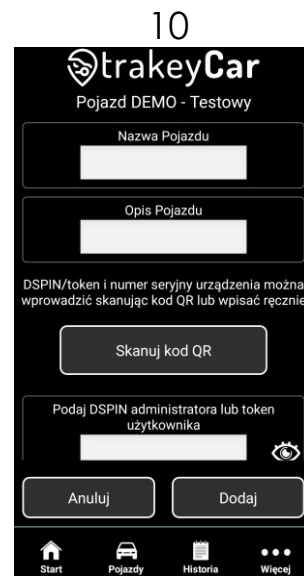 10
trakeyCar
Pojazd DEMO - Testowy
Nazwa Pojazdu
Opis Pojazdu
DSPIN/token i numer seryjny urządzenia można
wprowadzić skanując kod QR lub wpisać ręcznie
Skanuj kod QR
Podaj DSPIN administratora lub token
użytkownika
Anuluj Dodaj
Start Pojazdy Historia Więcej